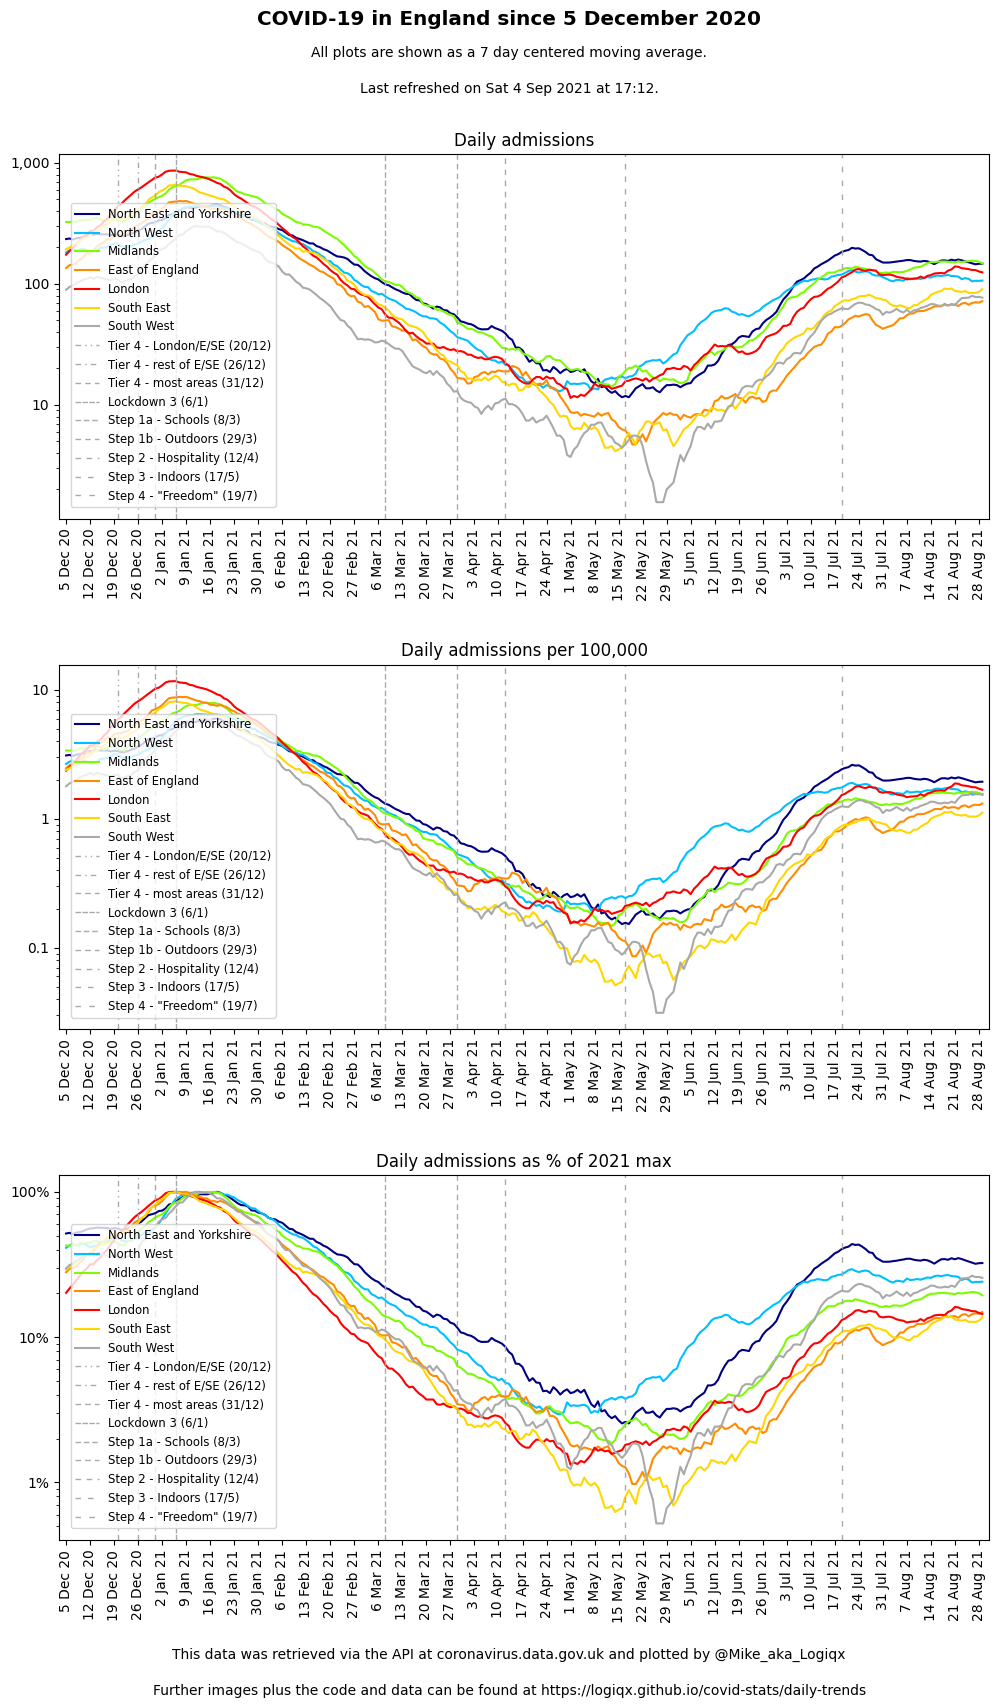 COVID-19 in England since 5 December 2020
All plots are shown as a 7 day centered moving average.
Last refreshed on Sat 4 Sep 2021 at 17:12.
Daily admissions
1,000
100
10
North East and Yorkshire
North West
Midlands
East of England
London
South East
South West
Tier 4 - London/E/SE (20/12)
Tier 4 - rest of E/SE (26/12)
Tier 4 - most areas (31/12)
Lockdown 3 (6/1)
Step 1a - Schools (8/3)
Step 1b - Outdoors (29/3)
Step 2 - Hospitality (12/4)
Step 3 - Indoors (17/5)
Step 4 - "Freedom" (19/7)
5 Dec 20
12 Dec 20
19 Dec 20
26 Dec 20
2 Jan 21
9 Jan 21
16 Jan 21
23 Jan 21
30 Jan 21
6 Feb 21
13 Feb 21
20 Feb 21
27 Feb 21
6 Mar 21
13 Mar 21
20 Mar 21
27 Mar 21
3 Apr 21
10 Apr 21
17 Apr 21
24 Apr 21
1 May 21
8 May 21
15 May 21
22 May 21
29 May 21
5 Jun 21
12 Jun 21
19 Jun 21
26 Jun 21
3 Jul 21
10 Jul 21
17 Jul 21
24 Jul 21
31 Jul 21
7 Aug 21
14 Aug 21
21 Aug 21
28 Aug 21
Daily admissions per 100,000
10
1
0.1
North East and Yorkshire
North West
Midlands
East of England
London
South East
South West
Tier 4 - London/E/SE (20/12)
Tier 4 - rest of E/SE (26/12)
Tier 4 - most areas (31/12)
Lockdown 3 (6/1)
Step 1a - Schools (8/3)
Step 1b - Outdoors (29/3)
Step 2 - Hospitality (12/4)
Step 3 - Indoors (17/5)
Step 4 - "Freedom" (19/7)
5 Dec 20
12 Dec 20
19 Dec 20
26 Dec 20
2 Jan 21
9 Jan 21
16 Jan 21
23 Jan 21
30 Jan 21
6 Feb 21
13 Feb 21
20 Feb 21
27 Feb 21
6 Mar 21
13 Mar 21
20 Mar 21
27 Mar 21
3 Apr 21
10 Apr 21
17 Apr 21
24 Apr 21
1 May 21
8 May 21
15 May 21
22 May 21
29 May 21
5 Jun 21
12 Jun 21
19 Jun 21
26 Jun 21
3 Jul 21
10 Jul 21
17 Jul 21
24 Jul 21
31 Jul 21
7 Aug 21
14 Aug 21
21 Aug 21
28 Aug 21
Daily admissions as % of 2021 max
100%
10%
1%
North East and Yorkshire
North West
Midlands
East of England
London
South East
South West
Tier 4 - London/E/SE (20/12)
Tier 4 - rest of E/SE (26/12)
Tier 4 - most areas (31/12)
Lockdown 3 (6/1)
Step 1a - Schools (8/3)
Step 1b - Outdoors (29/3)
Step 2 - Hospitality (12/4)
Step 3 - Indoors (17/5)
Step 4 - "Freedom" (19/7)
5 Dec 20
12 Dec 20
19 Dec 20
26 Dec 20
2 Jan 21
9 Jan 21
16 Jan 21
23 Jan 21
30 Jan 21
6 Feb 21
13 Feb 21
20 Feb 21
27 Feb 21
6 Mar 21
13 Mar 21
20 Mar 21
27 Mar 21
3 Apr 21
10 Apr 21
17 Apr 21
24 Apr 21
1 May 21
8 May 21
15 May 21
22 May 21
29 May 21
5 Jun 21
12 Jun 21
19 Jun 21
26 Jun 21
3 Jul 21
10 Jul 21
17 Jul 21
24 Jul 21
31 Jul 21
7 Aug 21
14 Aug 21
21 Aug 21
28 Aug 21
This data was retrieved via the API at coronavirus.data.gov.uk and plotted by @Mike_aka_Logiqx
Further images plus the code and data can be found at https://logiqx.github.io/covid-stats/daily-trends